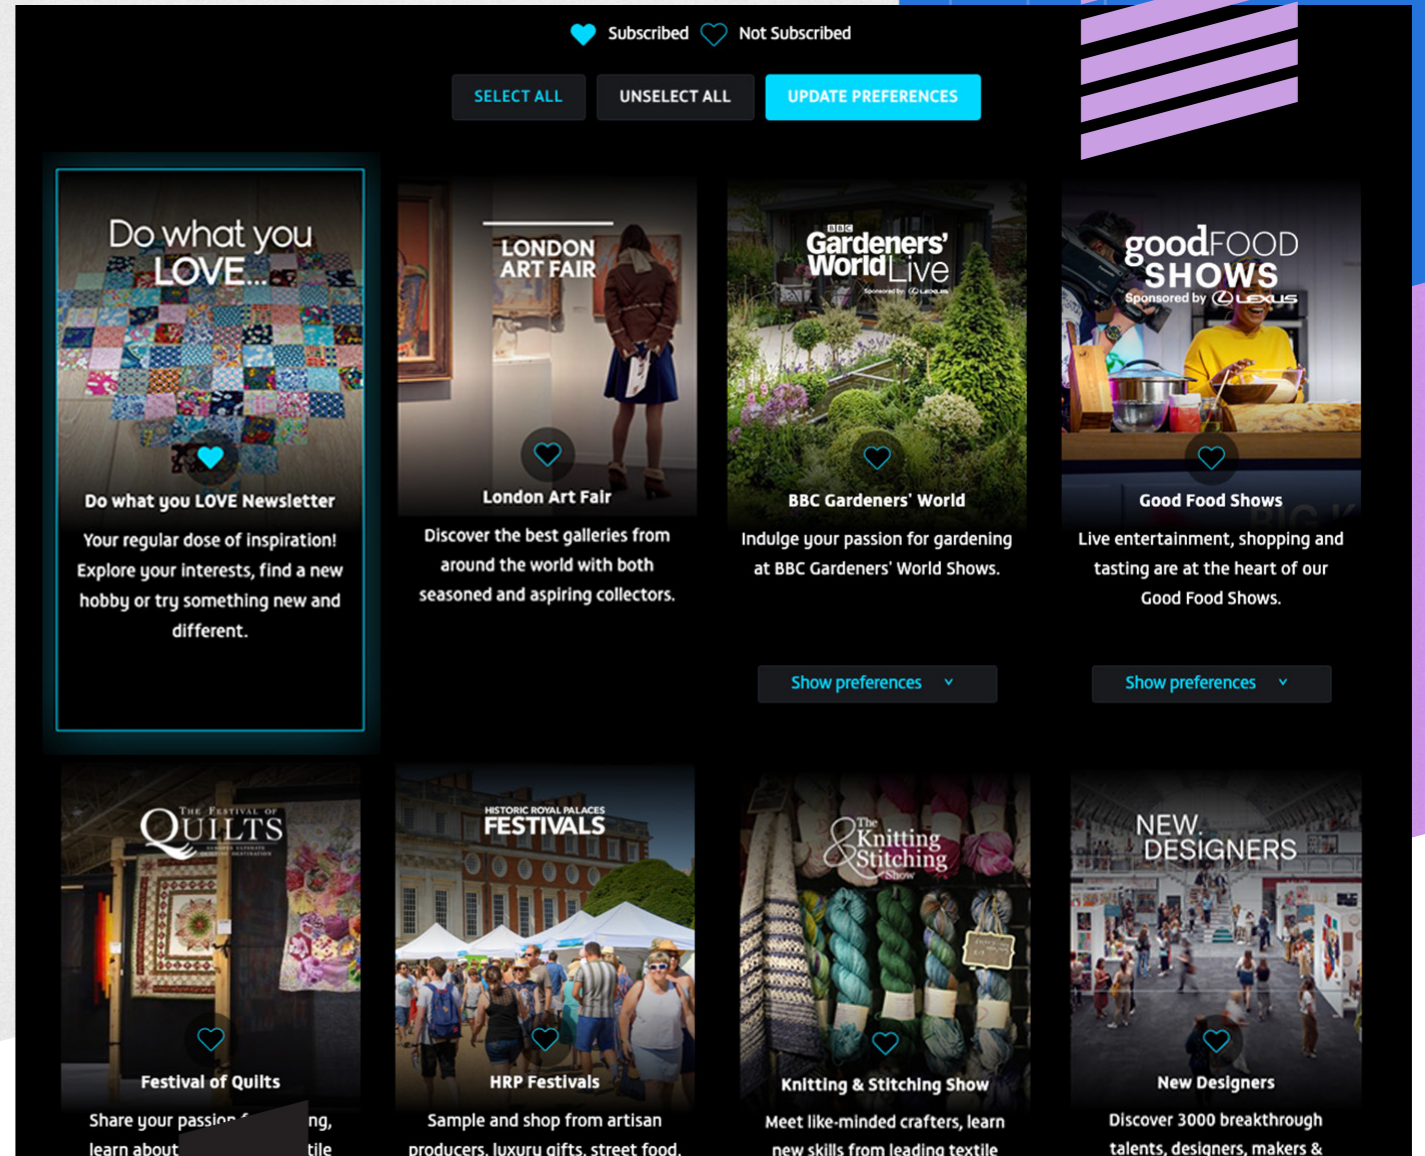 Subscribed Not Subscribed
SELECT ALL UNSELECT ALL UPDATE PREFERENCES
Do what you
LOVE...
Do what you LOVE Newsletter
Your regular dose of inspiration!
Explore your interests, find a new
hobby or try something new and
different.
LONDON
ART FAIR
London Art Fair
Discover the best galleries from
around the world with both
seasoned and aspiring collectors.
BBC
Gardeners'
World Live
Sponsored by LEXUS
BBC Gardeners' World
Indulge your passion for gardening
at BBC Gardeners' World Shows.
Show preferences
goodFOOD
SHOWS
Sponsored by LEXUS
Good Food Shows
Live entertainment, shopping and
tasting are at the heart of our
Good Food Shows.
Show preferences
THE FESTIVAL OF
QUILTS
Festival of Quilts
Share your passion ng,
learn about tile
HISTORIC ROYAL PALACES
FESTIVALS
HRP Festivals
Sample and shop from artisan
producers, luxury gifts, street food,
The
Knitting
& Stitching
Show
Knitting & Stitching Show
Meet like-minded crafters, learn
new skills from leading textile
NEW.
DESIGNERS
New Designers
Discover 3000 breakthrough
talents, designers, makers &